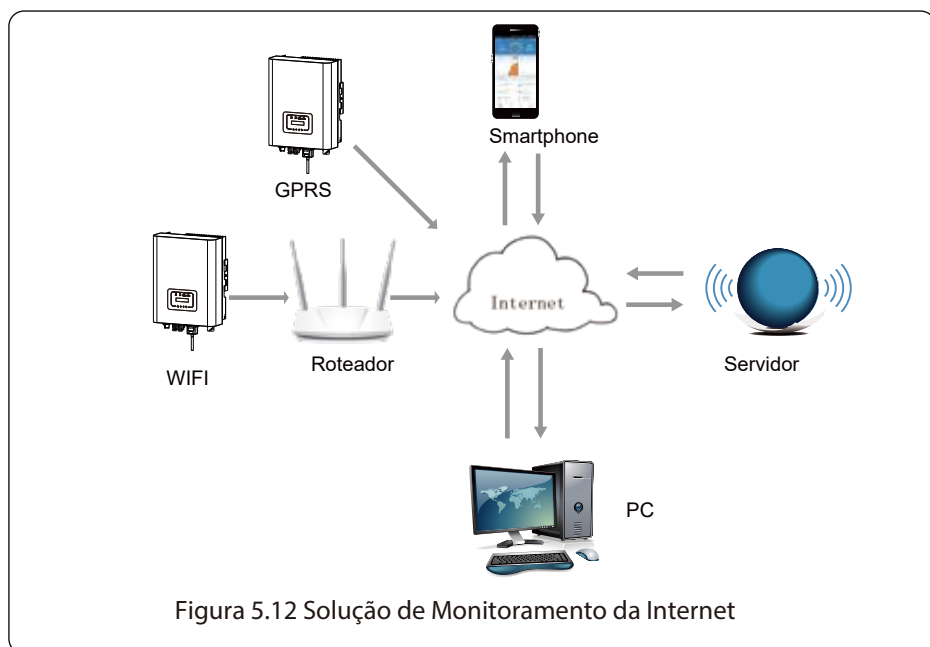 Smartphone
GPRS
Internet
WIFI
Roteador
Servidor
PC
Figura 5.12 Solução de Monitoramento da Internet